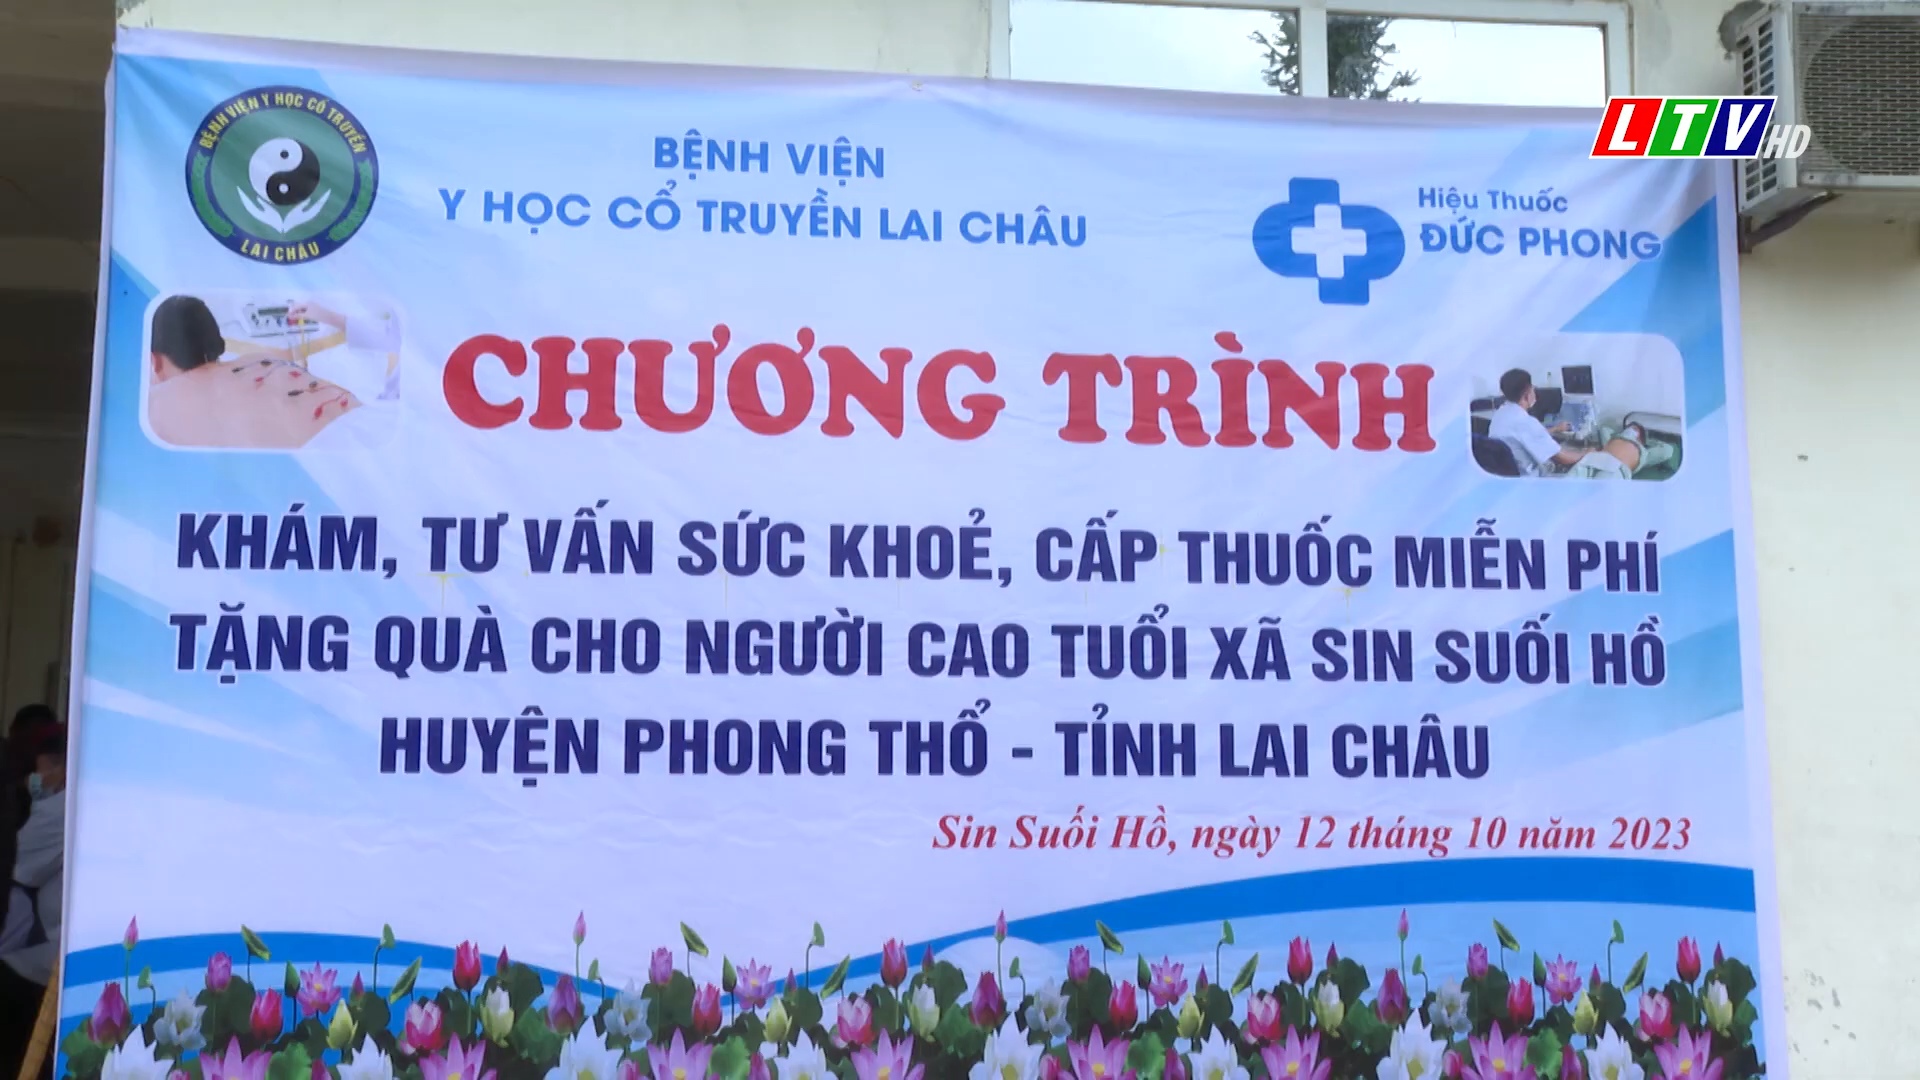 LTV HD
BỆNH VIỆN Y HỌC CỔ TRUYỀN
LAI CHÂU
BỆNH VIỆN
Y HỌC CỔ TRUYỀN LAI CHÂU
Hiệu Thuốc
ĐỨC PHONG
CHƯƠNG TRÌNH
KHÁM, TƯ VẤN SỨC KHOẺ, CẤP THUỐC MIỄN PHÍ
TẶNG QUÀ CHO NGƯỜI CAO TUỔI XÃ SIN SUỐI HỒ
HUYỆN PHONG THỔ - TỈNH LAI CHÂU
Sin Suối Hồ, ngày 12 tháng 10 năm 2023